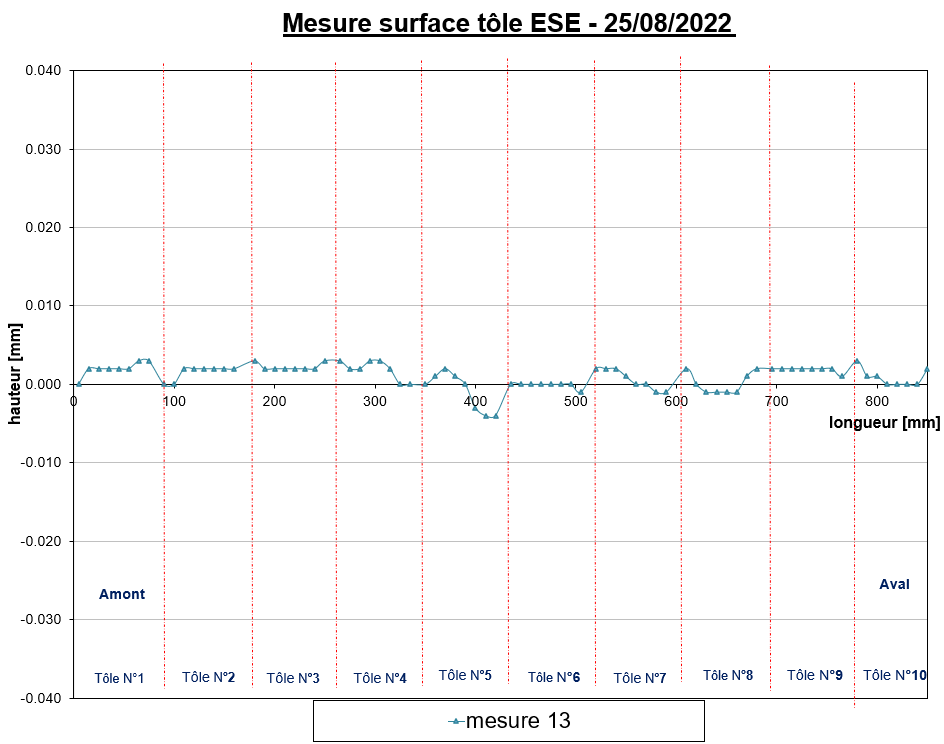 Mesure surface tôle ESE - 25/08/2022
0.040
0.030
0.020
0.010
0.000
-0.010
-0.020
-0.030
-0.040
hauteur [mm]
0 100 200 300 400 500 600 700 800
longueur [mm]
Amont
Aval
Tôle N°1 Tôle N°2 Tôle N°3 Tôle N°4 Tôle N°5 Tôle N°6 Tôle N°7 Tôle N°8 Tôle N°9 Tôle N°10
mesure 13